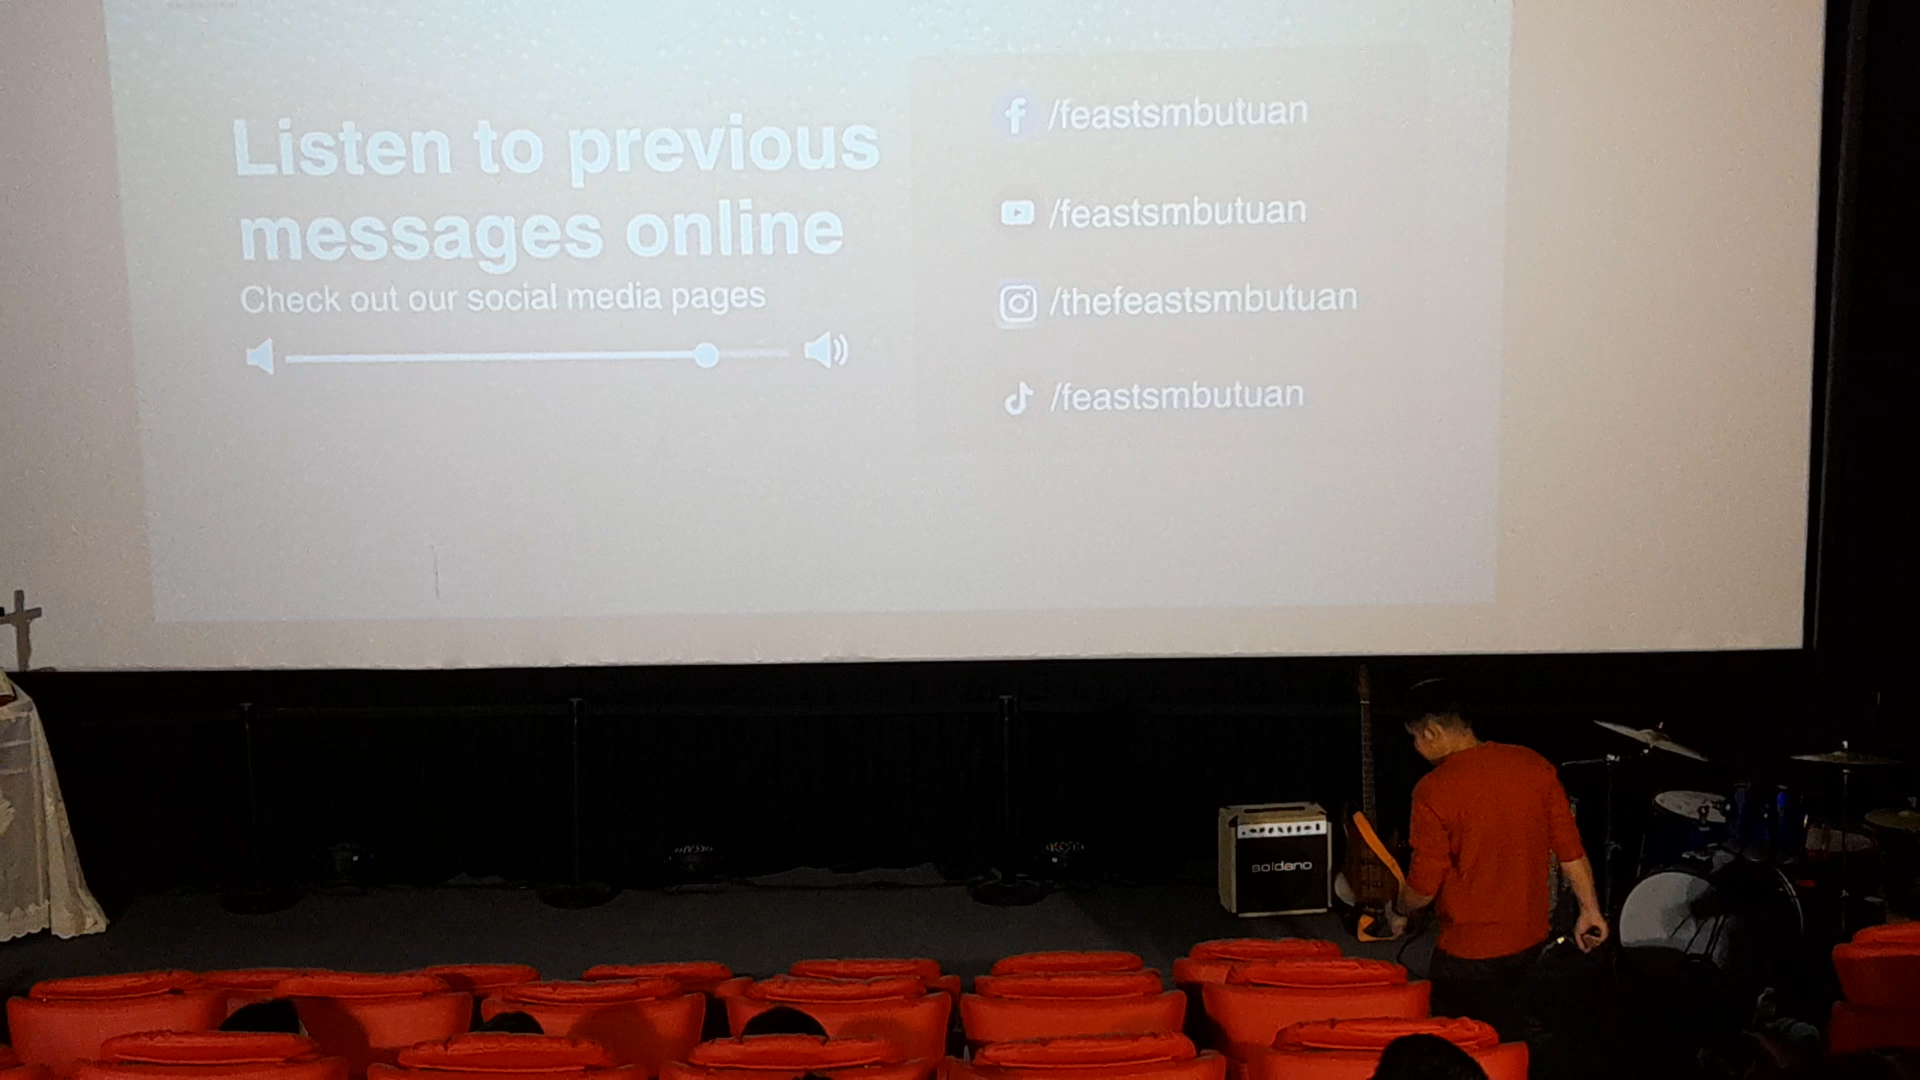 Listen to previous
messages online
Check out our social media pages
/feastsmbutuan
/feastsmbutuan
/thefeastsmbutuan
/feastsmbutuan
soldano